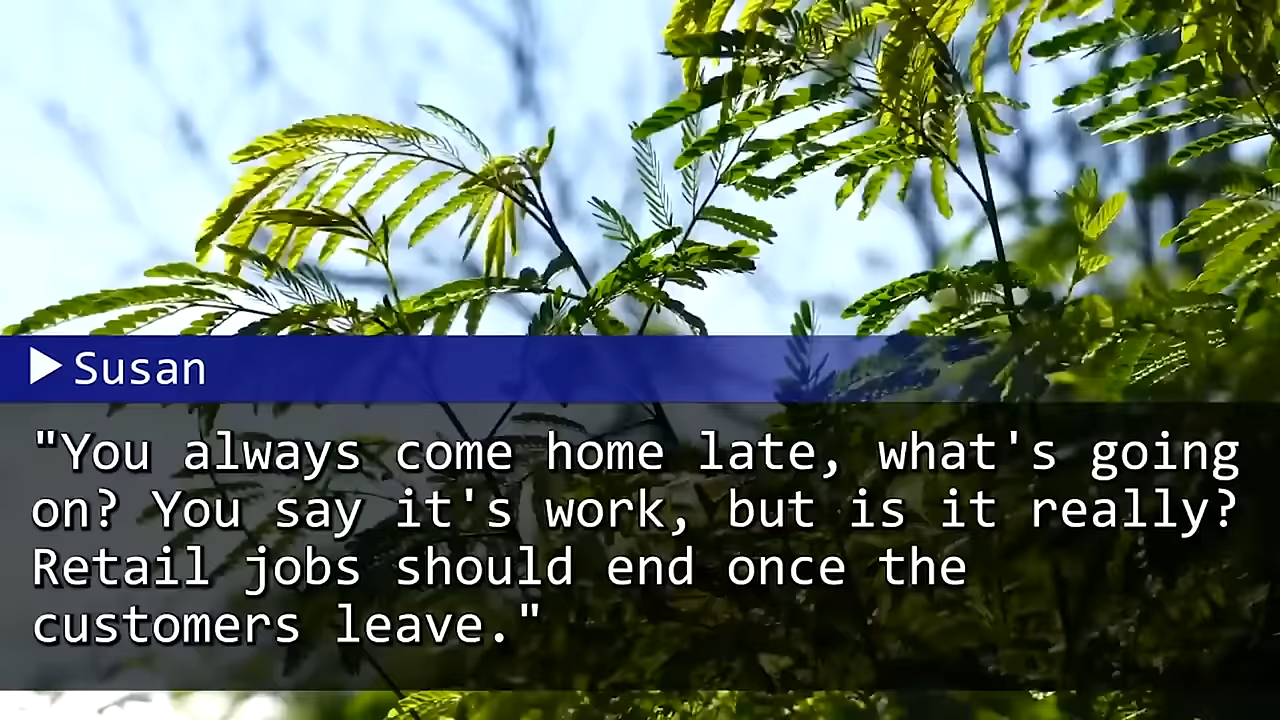 Susan
"You always come home late, what's going
on? You say it's work, but is it really?
Retail jobs should end once the
customers leave."